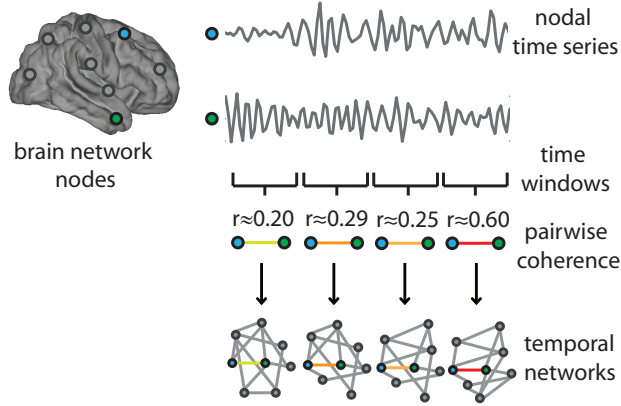 nodal
time series
brain network
nodes
time
windows
r≈0.20 r≈0.29 r≈0.25 r≈0.60
pairwise
coherence
temporal
networks